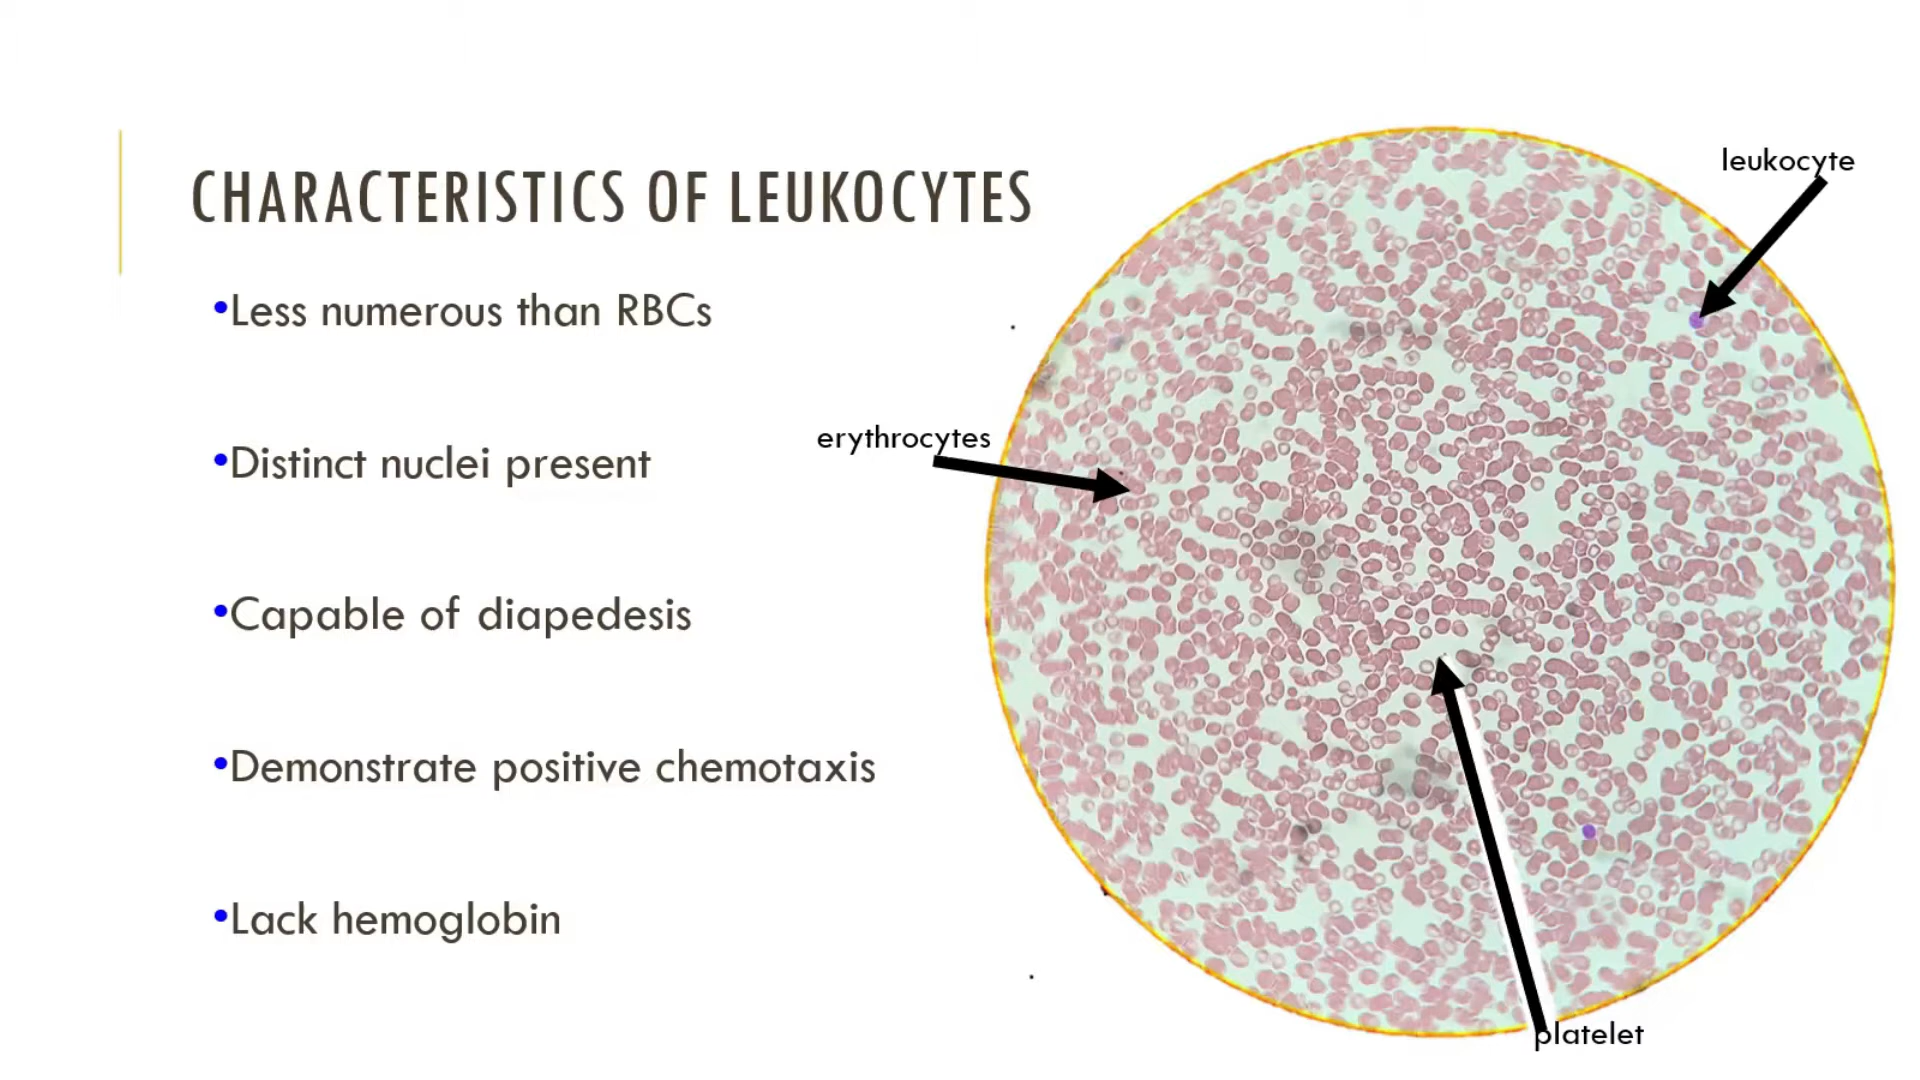 CHARACTERISTICS OF LEUKOCYTES
•Less numerous than RBCs
•Distinct nuclei present
•Capable of diapedesis
•Demonstrate positive chemotaxis
•Lack hemoglobin
leukocyte
erythrocytes
platelet